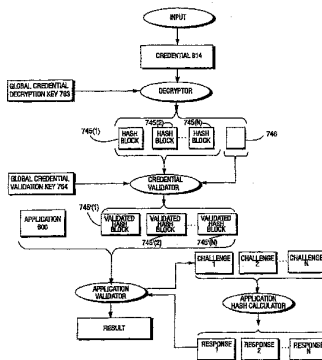 INPUT
CREDENTIAL 814
GLOBAL CREDENTIAL
DECRYPTION KEY 763
DECRYPTOR
745(1)
745(2)
745(N)
HASH
BLOCK
HASH
BLOCK
HASH
BLOCK
746
GLOBAL CREDENTIAL
VALIDATION KEY 764
CREDENTIAL
VALIDATOR
745'(1)
APPLICATION
600
VALIDATED
HASH
BLOCK
VALIDATED
HASH
BLOCK
VALIDATED
HASH
BLOCK
745'(2)
745'(N)
APPLICATION
VALIDATOR
RESULT
CHALLENGE
1
CHALLENGE
2
CHALLENGE
N
APPLICATION
HASH CALCULATOR
RESPONSE
1
RESPONSE
2
RESPONSE
N